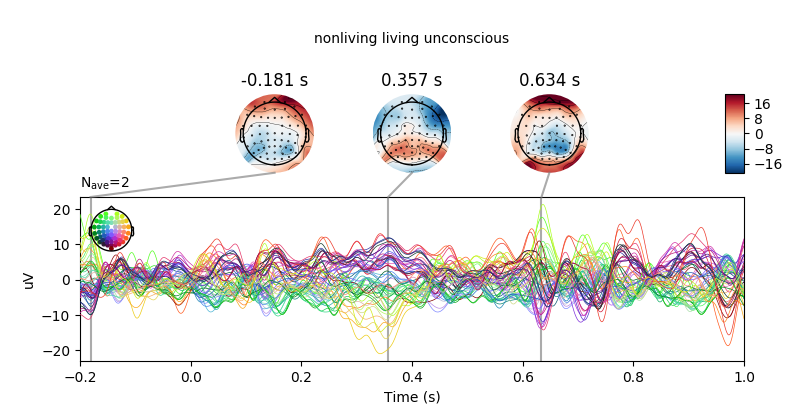 nonliving living unconscious
-0.181 s 0.357 s 0.634 s
16
8
0
−8
−16
Nave=2
20
10
0
−10
−20
uV
−0.2 0.0 0.2 0.4 0.6 0.8 1.0
Time (s)